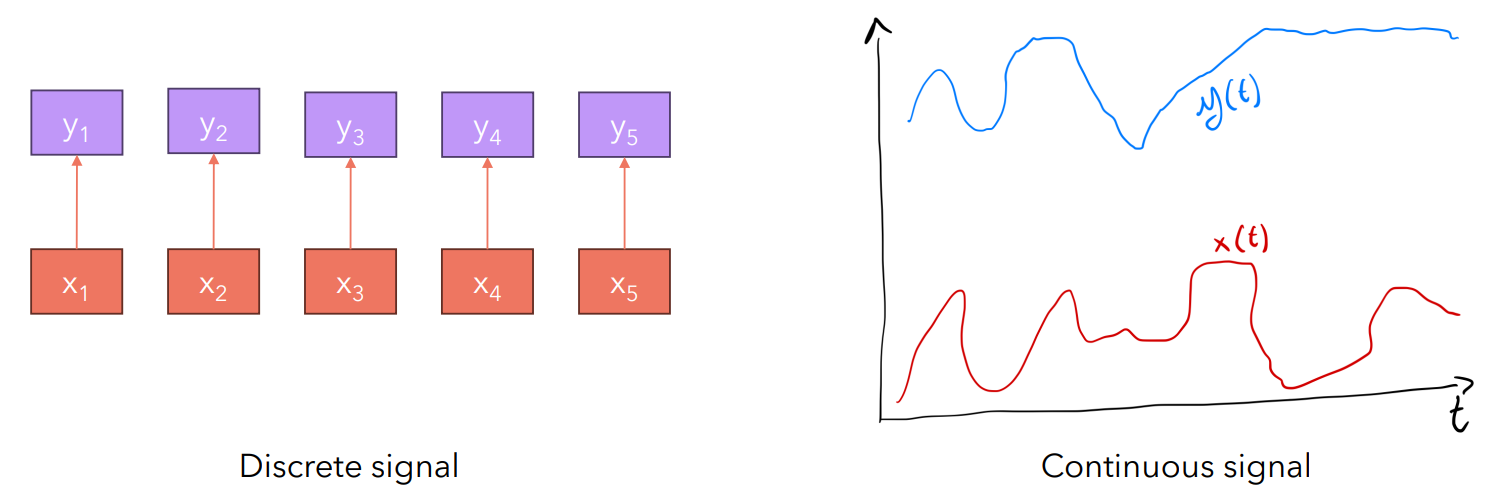 y₁ y₂ y₃ y₄ y₅
x₁ x₂ x₃ x₄ x₅
Discrete signal
y(t)
x(t)
t
Continuous signal